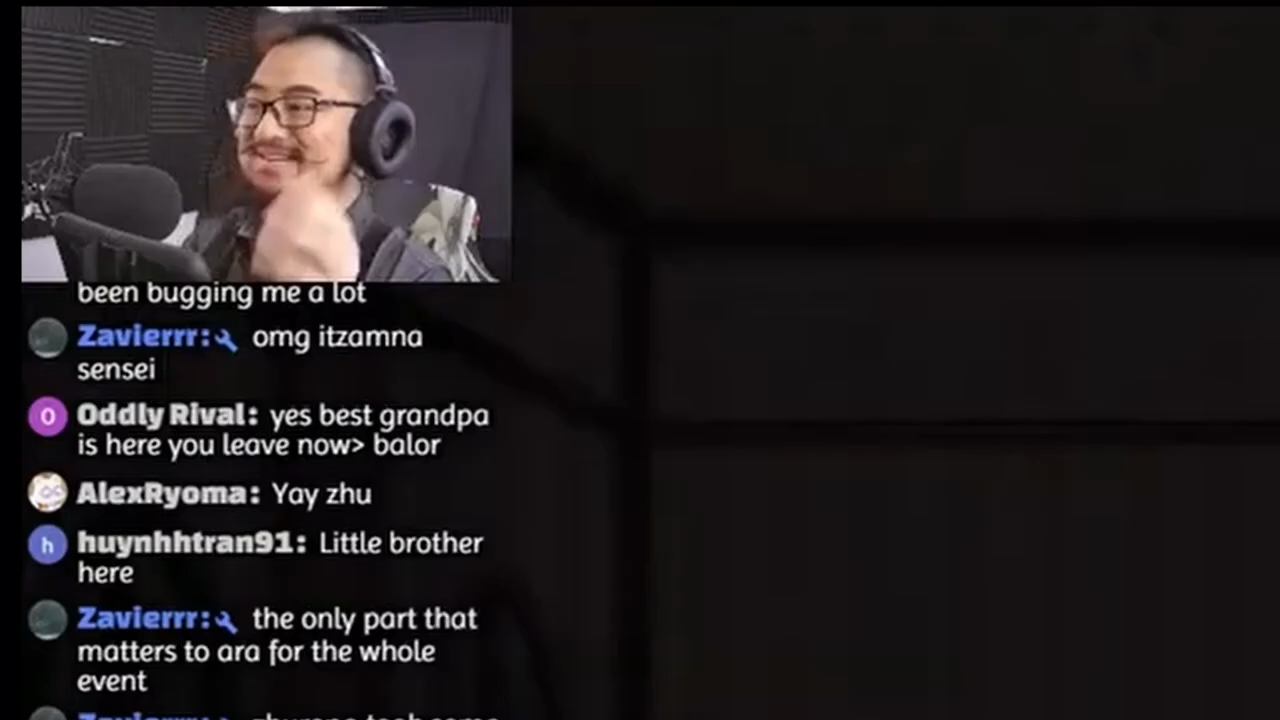 been bugging me a lot
Zavierrr: omg itzamna
sensei
O
Oddly Rival: yes best grandpa
is here you leave now> balor
AlexRyoma: Yay zhu
h
huynhhtran91: Little brother
here
Zavierrr: the only part that
matters to ara for the whole
event
Zavierrr: